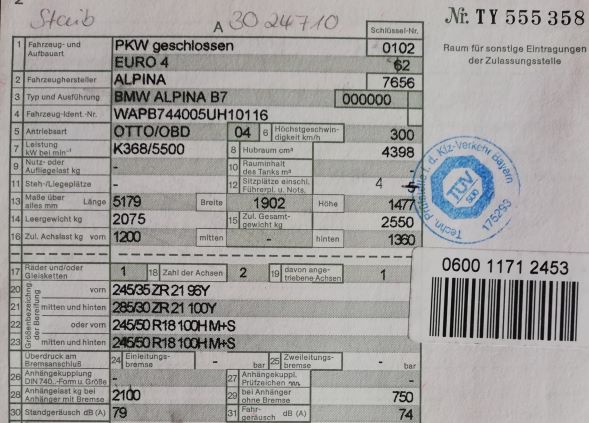 Staib
A 3024710
Nr. TY 555 358
Schlüssel-Nr.
Raum für sonstige Eintragungen
der Zulassungsstelle
1 Fahrzeug- und Aufbauart PKW geschlossen 0102
EURO 4 62
2 Fahrzeughersteller ALPINA 7656
3 Typ und Ausführung BMW ALPINA B7 000000
4 Fahrzeug-Ident.-Nr. WAPB744005UH10116
5 Antriebsart OTTO/OBD 04 6 Höchstgeschwindigkeit km/h 300
7 Leistung kW bei min⁻¹ K368/5500 8 Hubraum cm³ 4398
9 Nutz- oder Aufliegelast kg - 10 Rauminhalt des Tanks m³ -
11 Steh-/Liegeplätze - 12 Sitzplätze einschl. Führerpl. u. Nots. 4
13 Maße über alles mm Länge 5179 Breite 1902 Höhe 1477
14 Leergewicht kg 2075 15 Zul. Gesamtgewicht kg 2550
16 Zul. Achslast kg vorn 1200 mitten - hinten 1360
17 Räder und/oder Gleisketten 1 18 Zahl der Achsen 2 19 davon angetriebene Achsen 1
Größenbezeichng. der Bereifung
20 vorn 245/35 ZR 21 96Y
21 mitten und hinten 285/30 ZR 21 100Y
22 oder vorn 245/50 R18 100H M+S
23 mitten und hinten 245/50 R18 100H M+S
Überdruck am Bremsanschluß 24 Einleitungsbremse - bar 25 Zweileitungsbremse - bar
26 Anhängekupplung DIN 740..-Form u. Größe - 27 Anhängekuppl. Prüfzeichen -
28 Anhängelast kg bei Anhänger mit Bremse 2100 29 bei Anhänger ohne Bremse 750
30 Standgeräusch dB (A) 79 31 Fahrgeräusch dB (A) 74
Kfz-Verkehr Bayern
TÜV
SÜD
175293
0600 1171 2453